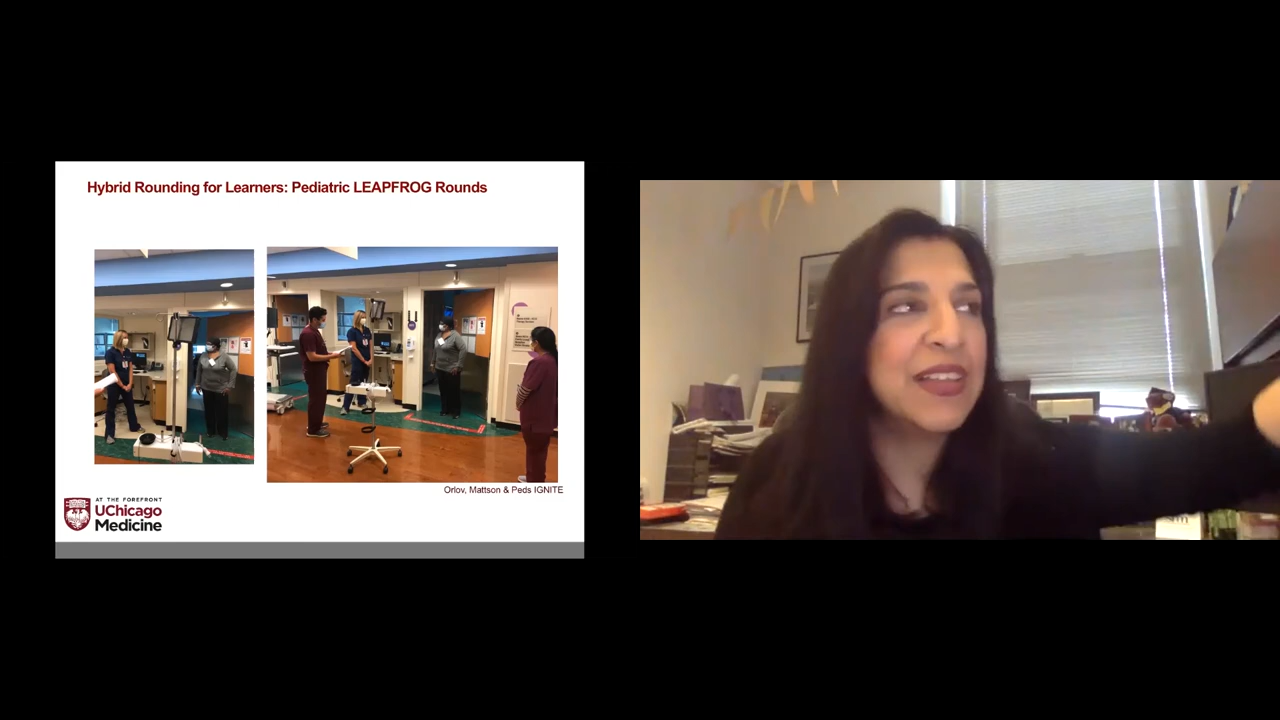 Hybrid Rounding for Learners: Pediatric LEAPFROG Rounds
Orlov, Mattson & Peds IGNITE
AT THE FOREFRONT
UChicago
Medicine